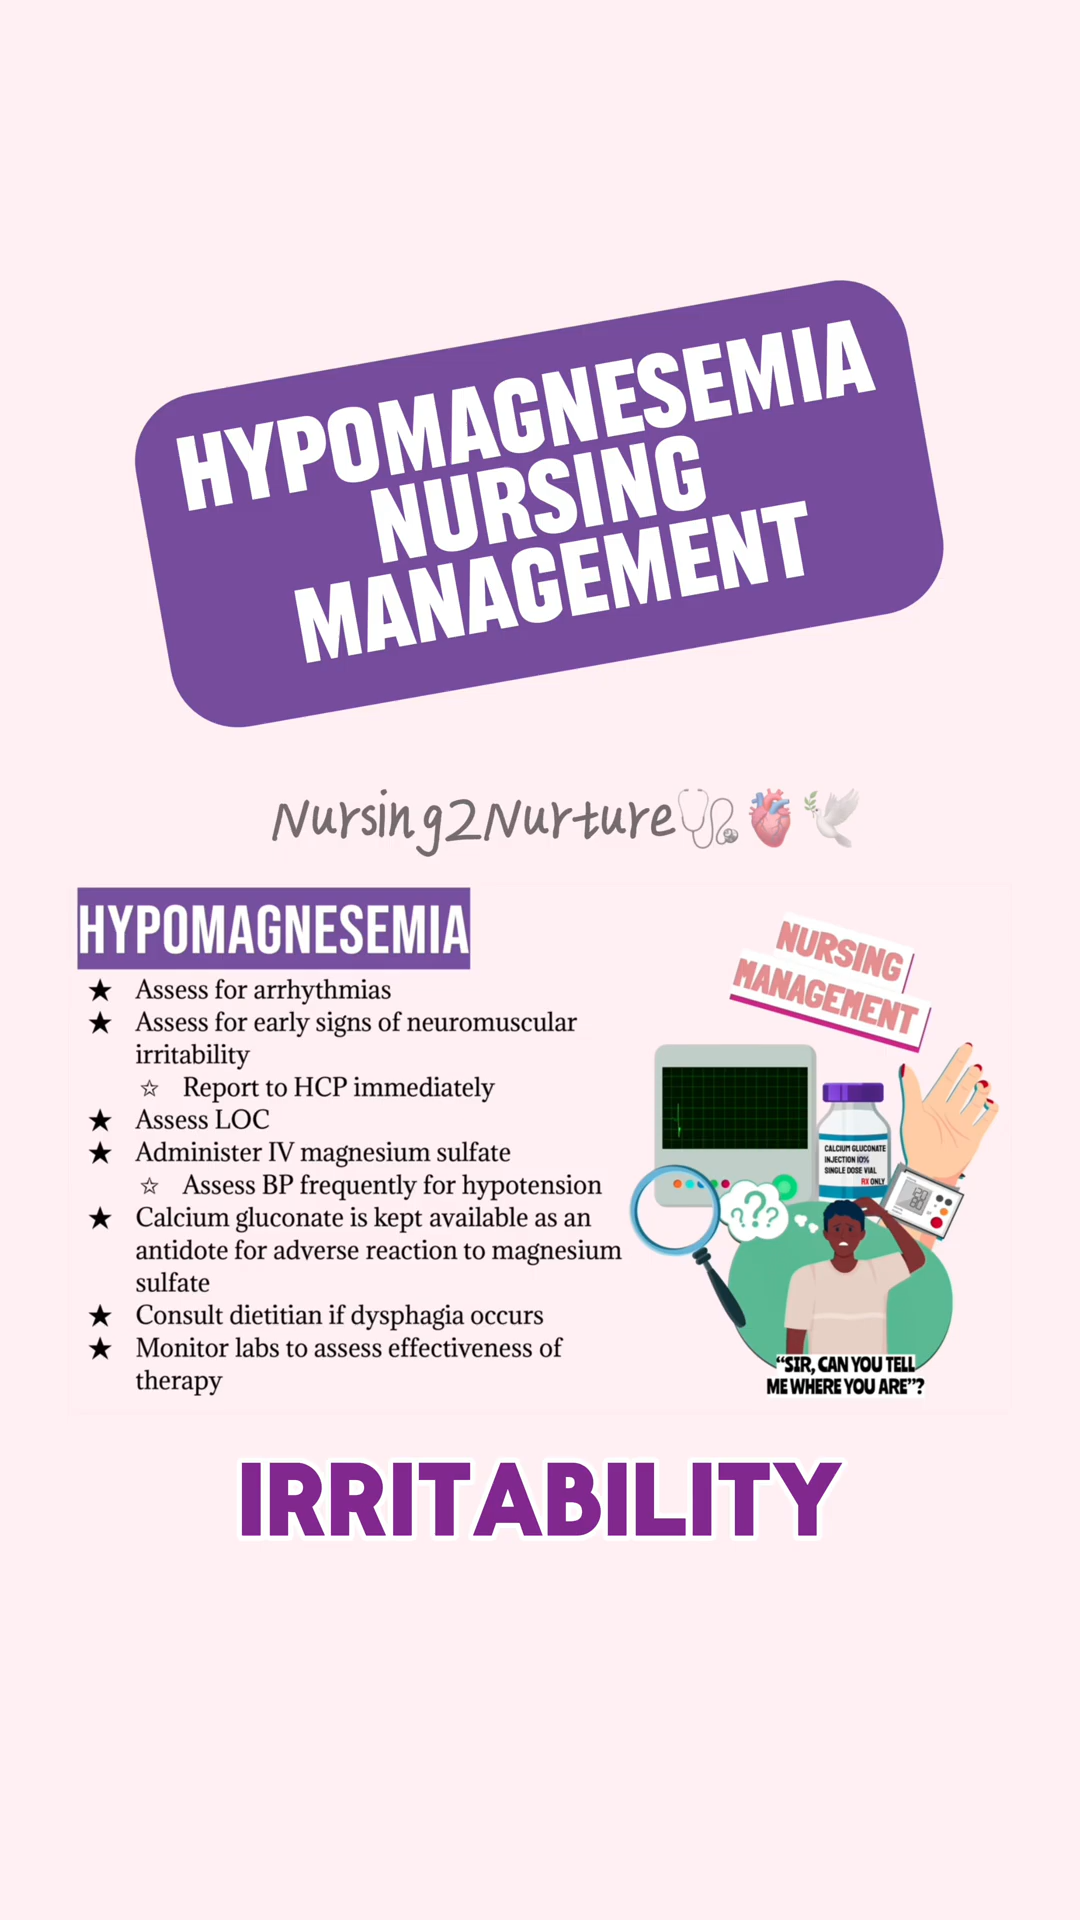 HYPOMAGNESEMIA
NURSING
MANAGEMENT
Nursing2Nurture
HYPOMAGNESEMIA
★ Assess for arrhythmias
★ Assess for early signs of neuromuscular
irritability
☆ Report to HCP immediately
★ Assess LOC
★ Administer IV magnesium sulfate
☆ Assess BP frequently for hypotension
★ Calcium gluconate is kept available as an
antidote for adverse reaction to magnesium
sulfate
★ Consult dietitian if dysphagia occurs
★ Monitor labs to assess effectiveness of
therapy
NURSING
MANAGEMENT
CALCIUM GLUCONATE
INJECTION 10%
SINGLE DOSE VIAL
RX ONLY
???
“SIR, CAN YOU TELL
ME WHERE YOU ARE”?
IRRITABILITY